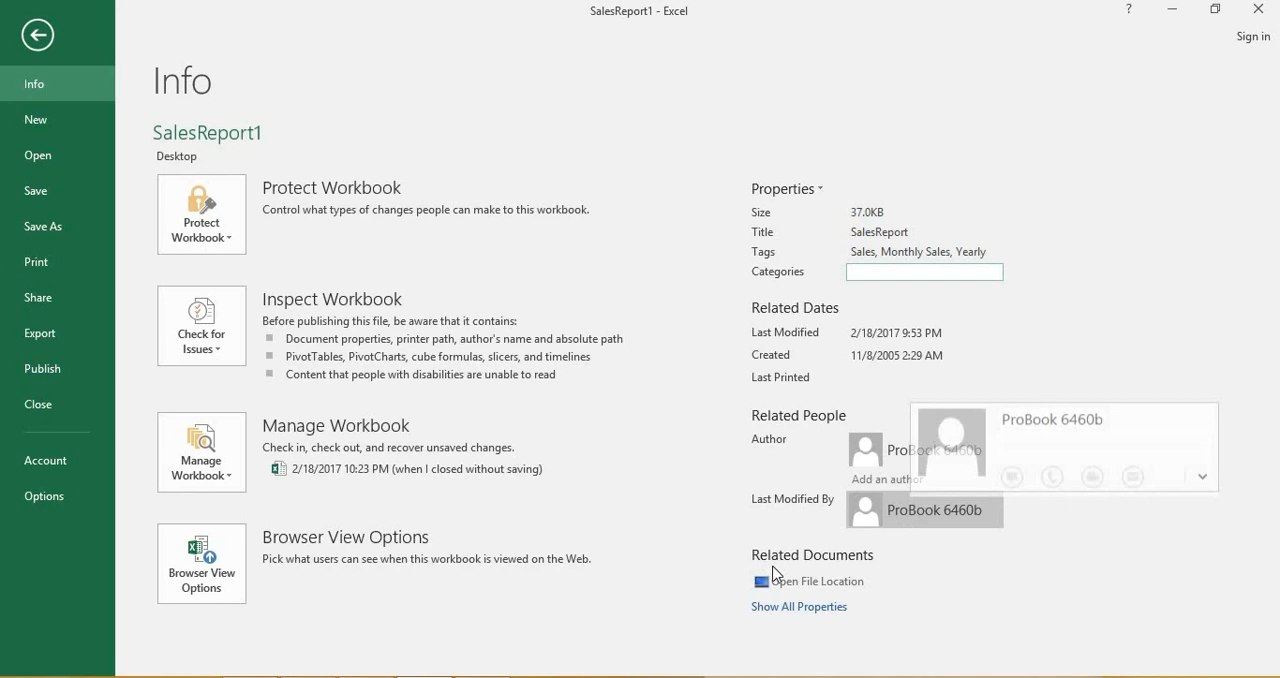 SalesReport1 - Excel
?
Sign in
Info
New
Open
Save
Save As
Print
Share
Export
Publish
Close
Account
Options
Info
SalesReport1
Desktop
Protect Workbook
Protect Workbook
Control what types of changes people can make to this workbook.
Check for Issues
Inspect Workbook
Before publishing this file, be aware that it contains:
Document properties, printer path, author's name and absolute path
PivotTables, PivotCharts, cube formulas, slicers, and timelines
Content that people with disabilities are unable to read
Manage Workbook
Manage Workbook
Check in, check out, and recover unsaved changes.
2/18/2017 10:23 PM (when I closed without saving)
Browser View Options
Browser View Options
Pick what users can see when this workbook is viewed on the Web.
Properties
Size 37.0KB
Title SalesReport
Tags Sales, Monthly Sales, Yearly
Categories
Related Dates
Last Modified 2/18/2017 9:53 PM
Created 11/8/2005 2:29 AM
Last Printed
Related People
Author ProBook 6460b
ProBook 6460b
Add an author
Last Modified By ProBook 6460b
Related Documents
Open File Location
Show All Properties